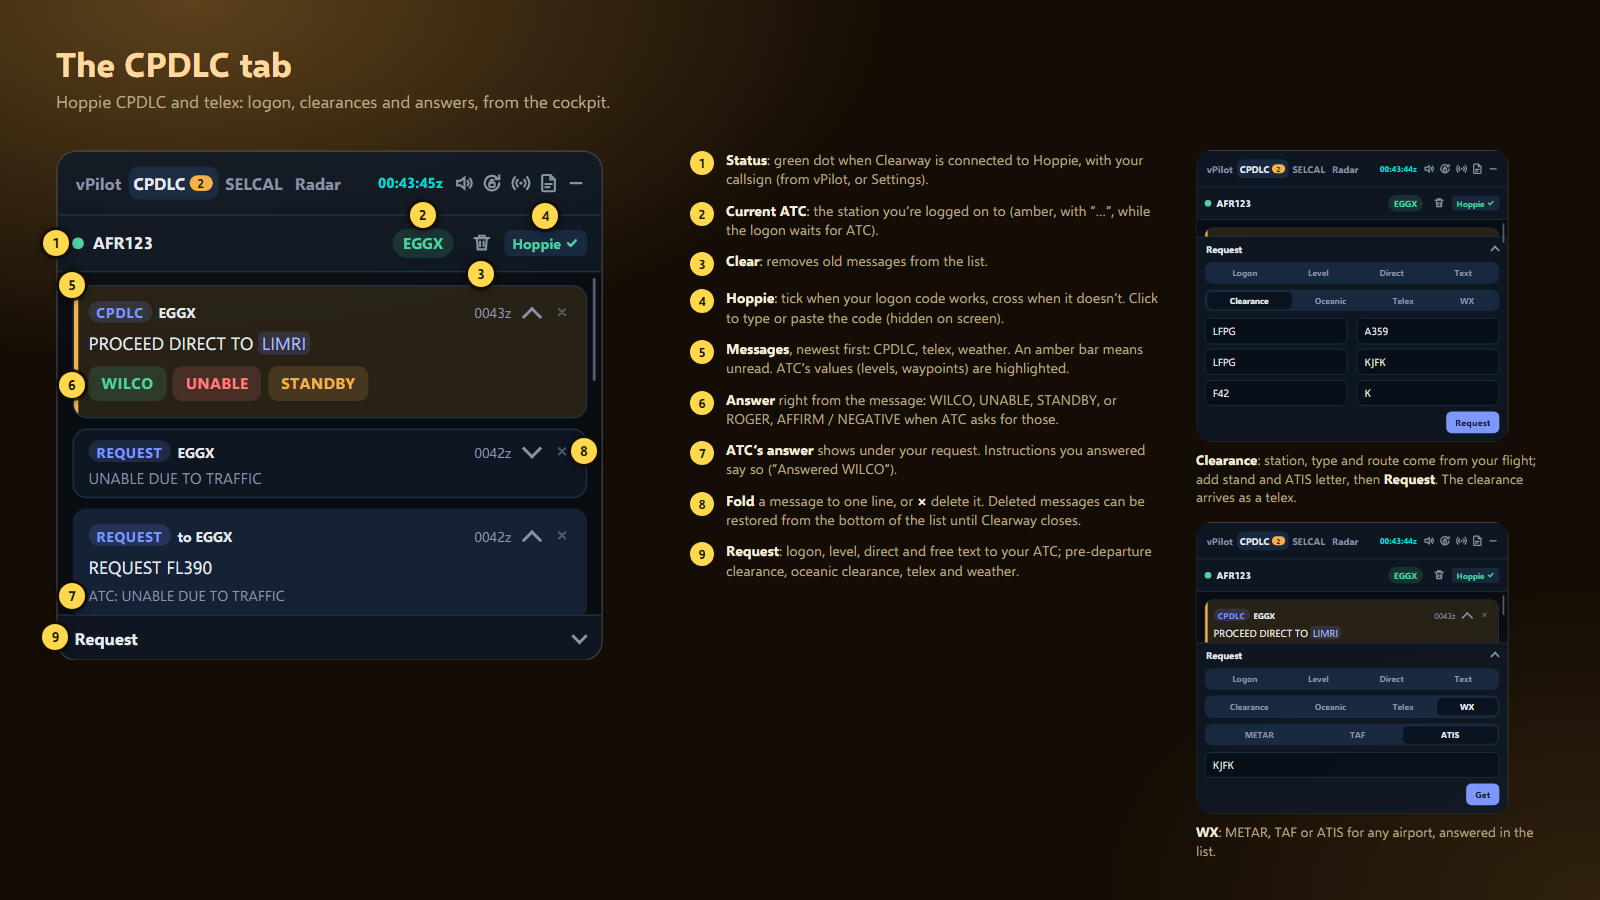 The CPDLC tab
Hoppie CPDLC and telex: logon, clearances and answers, from the cockpit.
vPilot CPDLC 2 SELCAL Radar 00:43:45z
2
4
1 AFR123 EGGX Hoppie ✓
3
5
CPDLC EGGX 0043z ×
PROCEED DIRECT TO LIMRI
6 WILCO UNABLE STANDBY
REQUEST EGGX 0042z × 8
UNABLE DUE TO TRAFFIC
REQUEST to EGGX 0042z ×
REQUEST FL390
7 ATC: UNABLE DUE TO TRAFFIC
9 Request
1 Status: green dot when Clearway is connected to Hoppie, with your
callsign (from vPilot, or Settings).
2 Current ATC: the station you're logged on to (amber, with "...", while
the logon waits for ATC).
3 Clear: removes old messages from the list.
4 Hoppie: tick when your logon code works, cross when it doesn't. Click
to type or paste the code (hidden on screen).
5 Messages, newest first: CPDLC, telex, weather. An amber bar means
unread. ATC's values (levels, waypoints) are highlighted.
6 Answer right from the message: WILCO, UNABLE, STANDBY, or
ROGER, AFFIRM / NEGATIVE when ATC asks for those.
7 ATC's answer shows under your request. Instructions you answered
say so ("Answered WILCO").
8 Fold a message to one line, or × delete it. Deleted messages can be
restored from the bottom of the list until Clearway closes.
9 Request: logon, level, direct and free text to your ATC; pre-departure
clearance, oceanic clearance, telex and weather.
vPilot CPDLC 2 SELCAL Radar 00:43:44z
AFR123 EGGX Hoppie ✓
Request
Logon Level Direct Text
Clearance Oceanic Telex WX
LFPG A359
LFPG KJFK
F42 K
Request
Clearance: station, type and route come from your flight;
add stand and ATIS letter, then Request. The clearance
arrives as a telex.
vPilot CPDLC 2 SELCAL Radar 00:43:44z
AFR123 EGGX Hoppie ✓
CPDLC EGGX 0043z ×
PROCEED DIRECT TO LIMRI
Request
Logon Level Direct Text
Clearance Oceanic Telex WX
METAR TAF ATIS
KJFK
Get
WX: METAR, TAF or ATIS for any airport, answered in the
list.